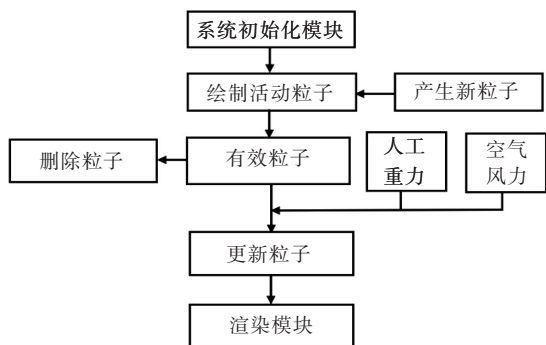 系统初始化模块
绘制活动粒子
产生新粒子
删除粒子
有效粒子
人工
重力
空气
风力
更新粒子
渲染模块